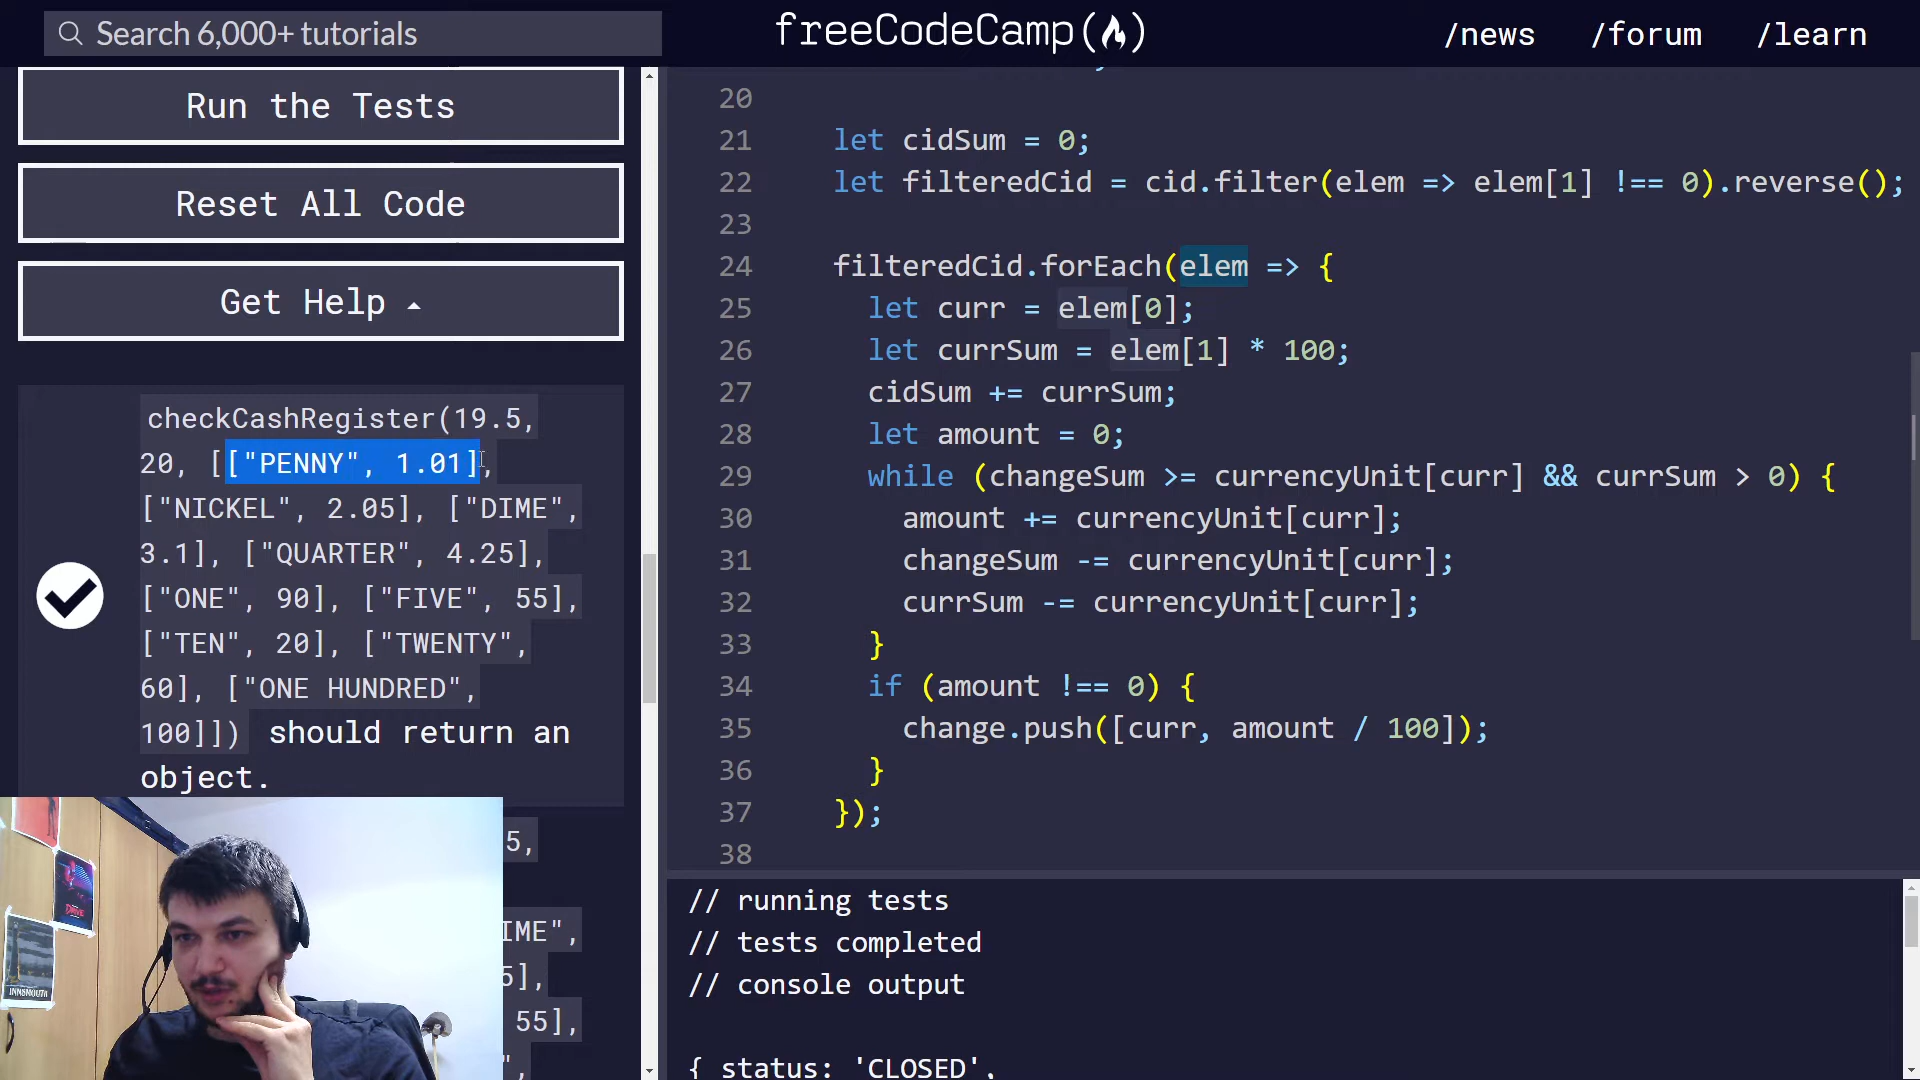 Search 6,000+ tutorials
freeCodeCamp
/news
/forum
/learn
Run the Tests
Reset All Code
Get Help
checkCashRegister(19.5,
20, [["PENNY", 1.01],
["NICKEL", 2.05], ["DIME",
3.1], ["QUARTER", 4.25],
["ONE", 90], ["FIVE", 55],
["TEN", 20], ["TWENTY",
60], ["ONE HUNDRED",
100]]) should return an
object.
5,
IME",
5],
55],
",
20
21 let cidSum = 0;
22 let filteredCid = cid.filter(elem => elem[1] !== 0).reverse();
23
24 filteredCid.forEach(elem => {
25 let curr = elem[0];
26 let currSum = elem[1] * 100;
27 cidSum += currSum;
28 let amount = 0;
29 while (changeSum >= currencyUnit[curr] && currSum > 0) {
30 amount += currencyUnit[curr];
31 changeSum -= currencyUnit[curr];
32 currSum -= currencyUnit[curr];
33 }
34 if (amount !== 0) {
35 change.push([curr, amount / 100]);
36 }
37 });
38
// running tests
// tests completed
// console output
{ status: 'CLOSED',
DRIVE
INNSMOUTH